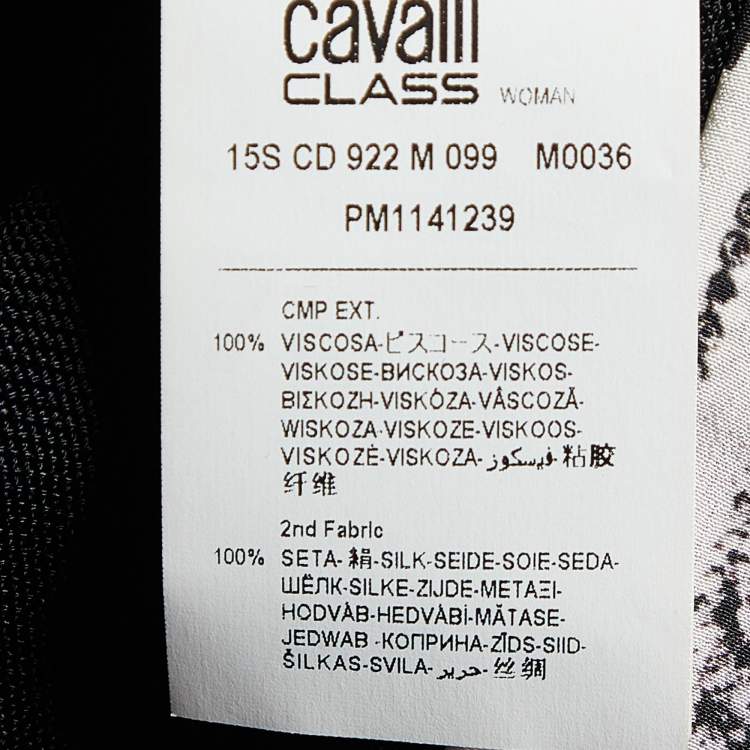 cavalli
CLASS WOMAN
15S CD 922 M 099 M0036
PM1141239
CMP EXT.
100% VISCOSA-ビスコース-VISCOSE-
VISKOSE-ВИСКОЗА-VISKOS-
ΒΙΣΚΟΖΗ-VISKÓZA-VÂSCOZĂ-
WISKOZA-VISKOZE-VISKOOS-
VISKOZĖ-VISKOZA-فيسكوز-粘胶
纤维
2nd Fabric
100% SETA-絹-SILK-SEIDE-SOIE-SEDA-
ШЁЛК-SILKE-ZIJDE-ΜΕΤΑΞΙ-
HODVÁB-HEDVÁBÍ-MĂTASE-
JEDWAB-КОПРИНА-ZĪDS-SIID-
ŠILKAS-SVILA-حرير-丝绸